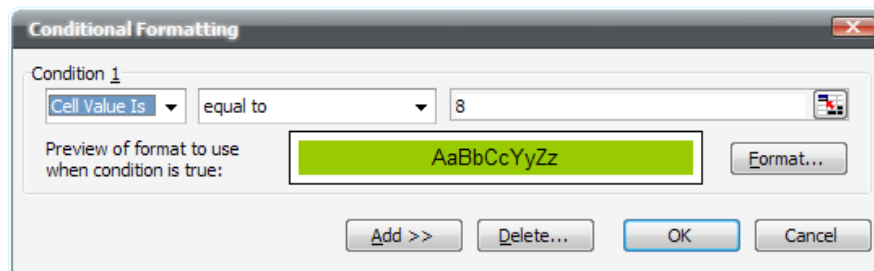 Conditional Formatting
Condition 1
Cell Value Is equal to 8
Preview of format to use
when condition is true:
AaBbCcYyZz
Format...
Add >> Delete... OK Cancel